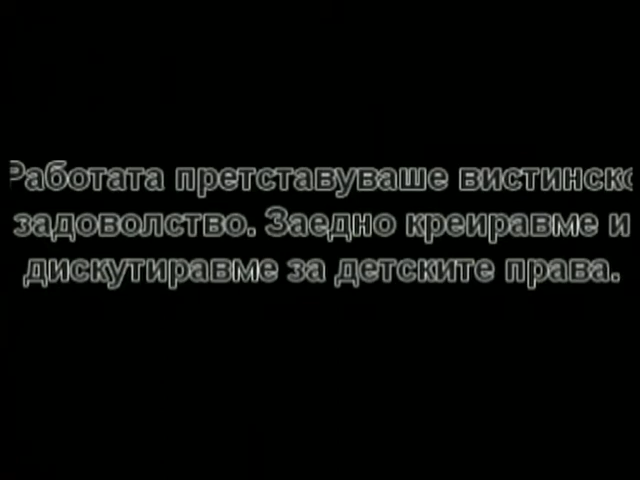 Работата претставуваше вистинско
задоволство. Заедно креиравме и
дискутиравме за детските права.